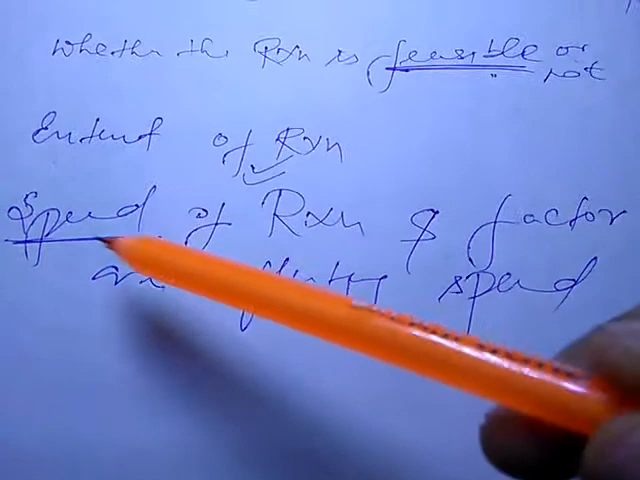 Whether the Rxn is feasible or
not
Extent of Rxn
Speed of Rxn & factor
speed